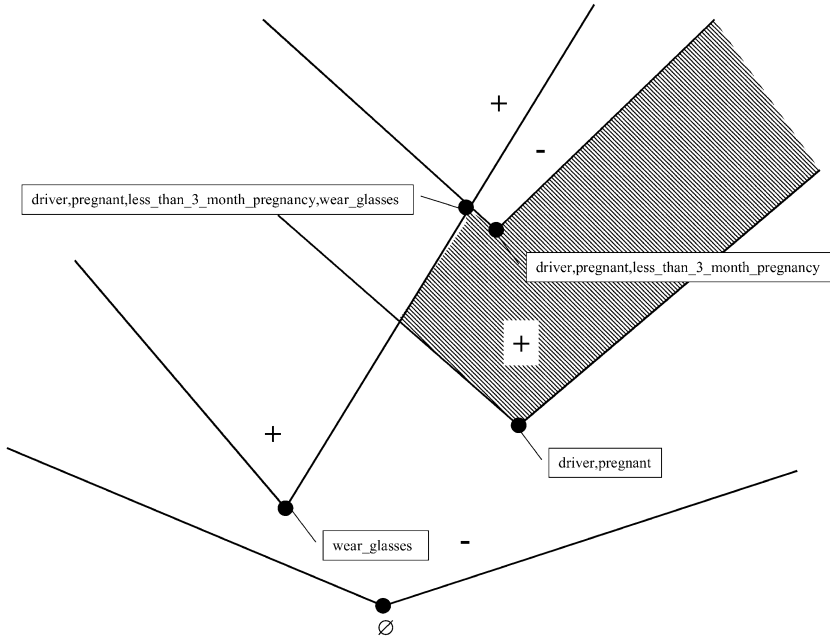 +
-
driver,pregnant,less_than_3_month_pregnancy,wear_glasses
driver,pregnant,less_than_3_month_pregnancy
+
+
driver,pregnant
wear_glasses
-
∅